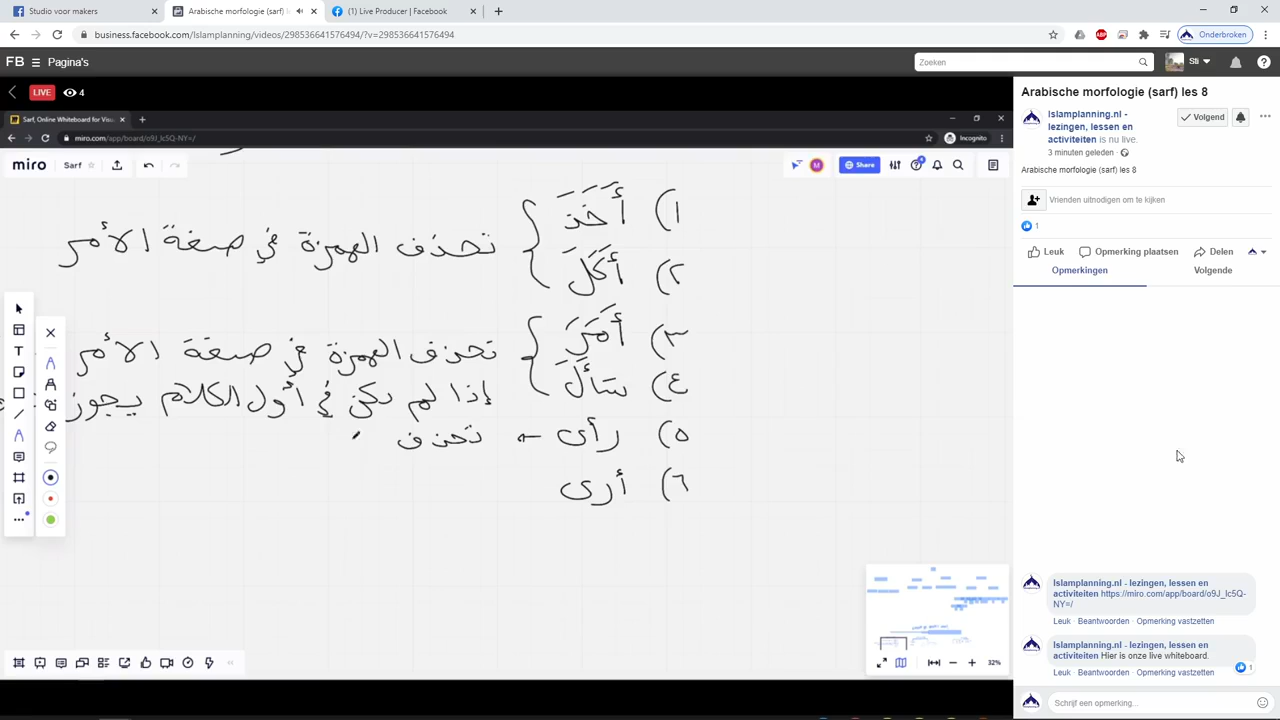 Studio voor makers
Arabische morfologie (sarf) l
(1) Live Producer | Facebook
business.facebook.com/Islamplanning/videos/298536641576494/?v=298536641576494
Onderbroken
FB Pagina's
Zoeken
Sli
LIVE 4
Sarf, Online Whiteboard for Visu
miro.com/app/board/o9J_lc5Q-NY=/
Incognito
miro Sarf
M Share
١) أَخَذَ
٢) أَكَلَ
تحذف الهمزة في صيغة الأمر
٣) أَمَرَ
٤) سَأَلَ
تحذف الهمزة في صيغة الأمر
إذا لم تكن في أول الكلام يجوز
٥) رأى ← تحذف
٦) أرى
32%
Arabische morfologie (sarf) les 8
Islamplanning.nl -
lezingen, lessen en
activiteiten is nu live.
Volgend
3 minuten geleden
Arabische morfologie (sarf) les 8
Vrienden uitnodigen om te kijken
1
Leuk Opmerking plaatsen Delen
Opmerkingen Volgende
Islamplanning.nl - lezingen, lessen en
activiteiten https://miro.com/app/board/o9J_lc5Q-
NY=/
Leuk · Beantwoorden · Opmerking vastzetten
Islamplanning.nl - lezingen, lessen en
activiteiten Hier is onze live whiteboard.
1
Leuk · Beantwoorden · Opmerking vastzetten
Schrijf een opmerking...